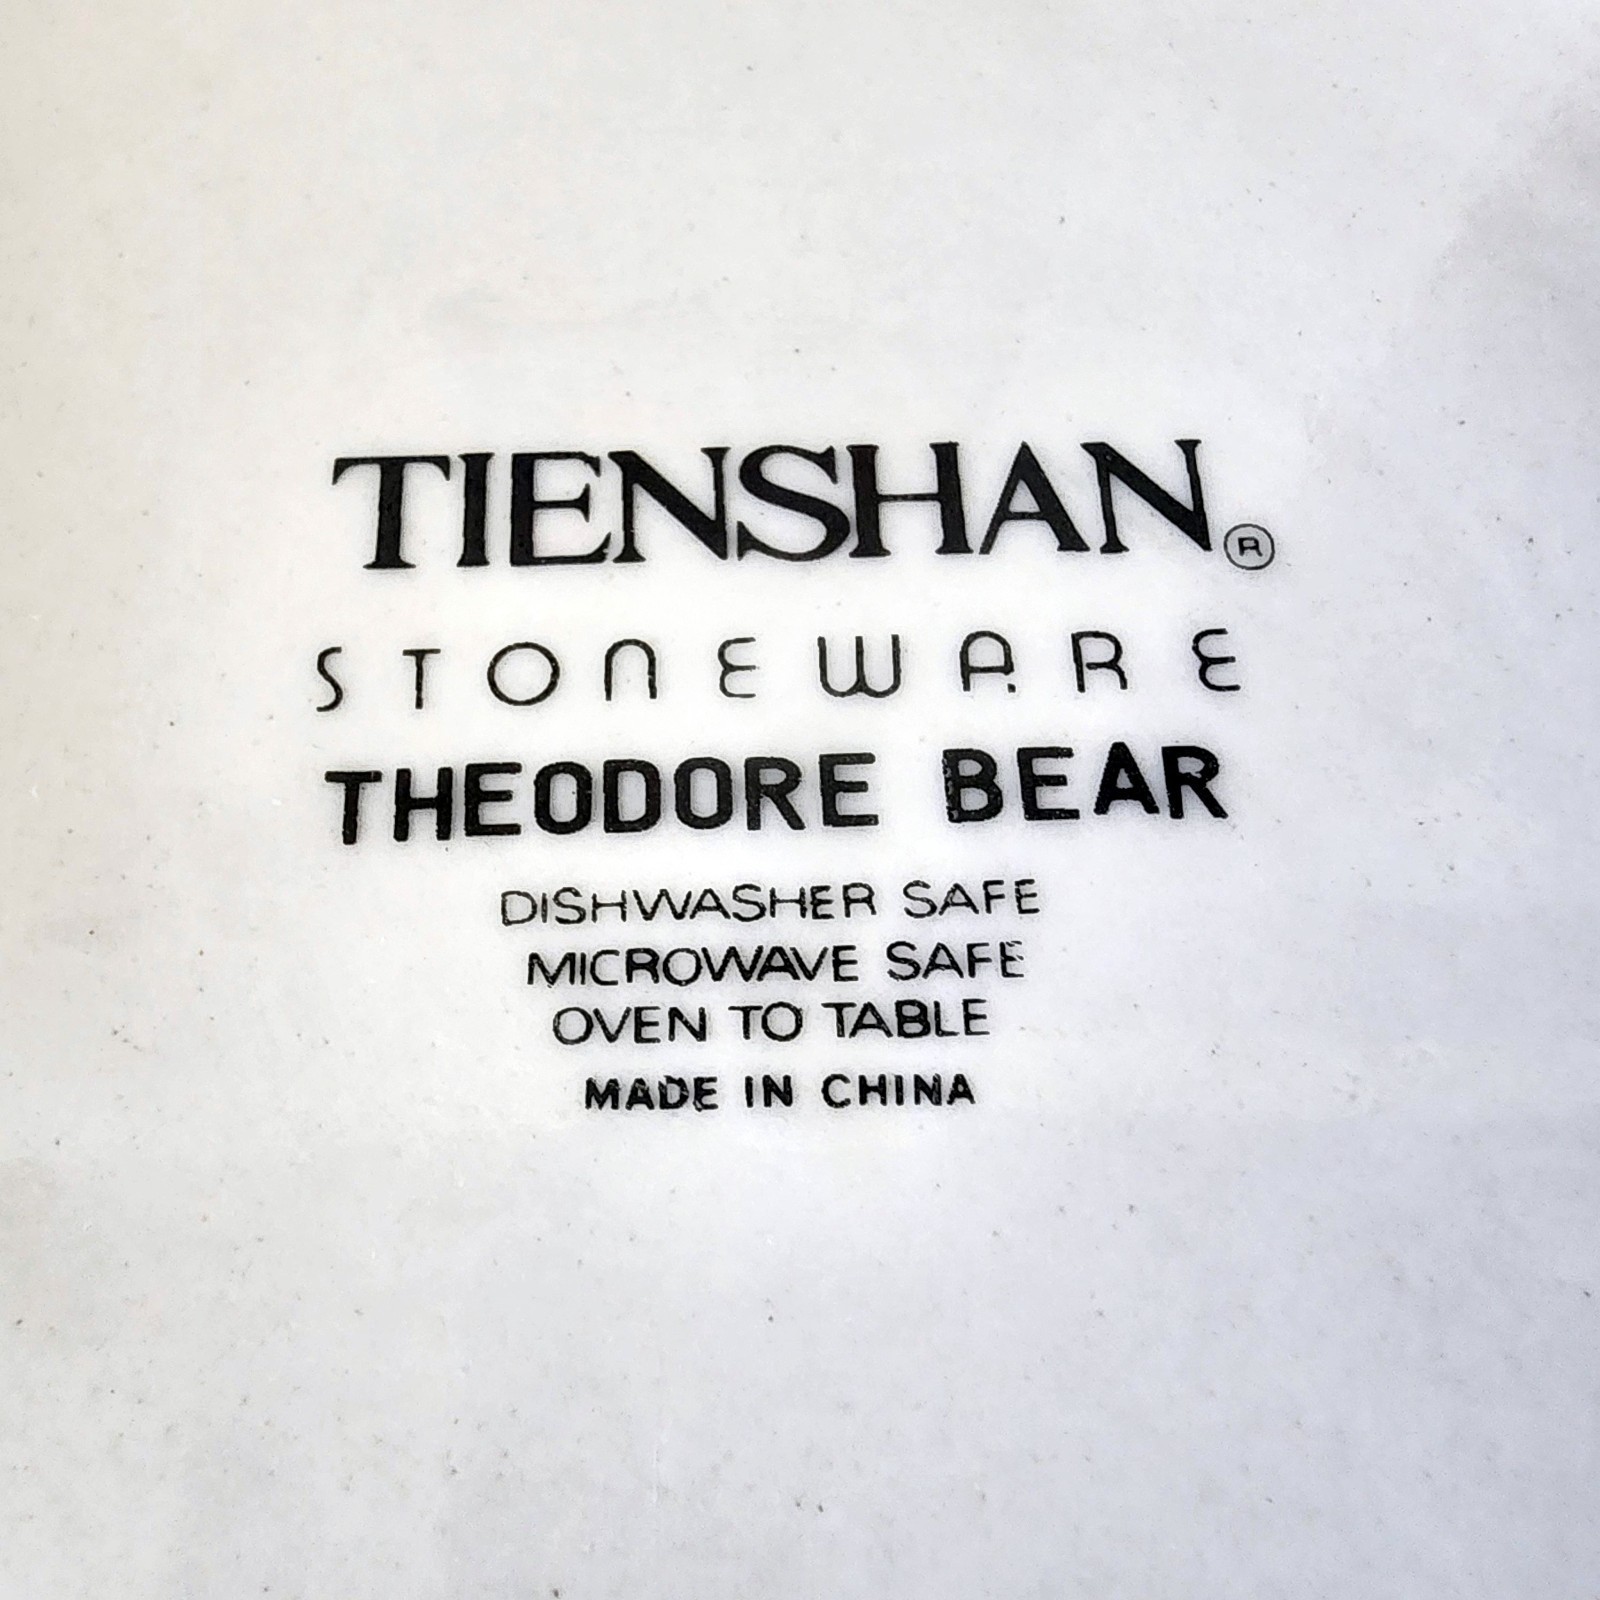 TIENSHAN®
STONEWARE
THEODORE BEAR
DISHWASHER SAFE
MICROWAVE SAFE
OVEN TO TABLE
MADE IN CHINA